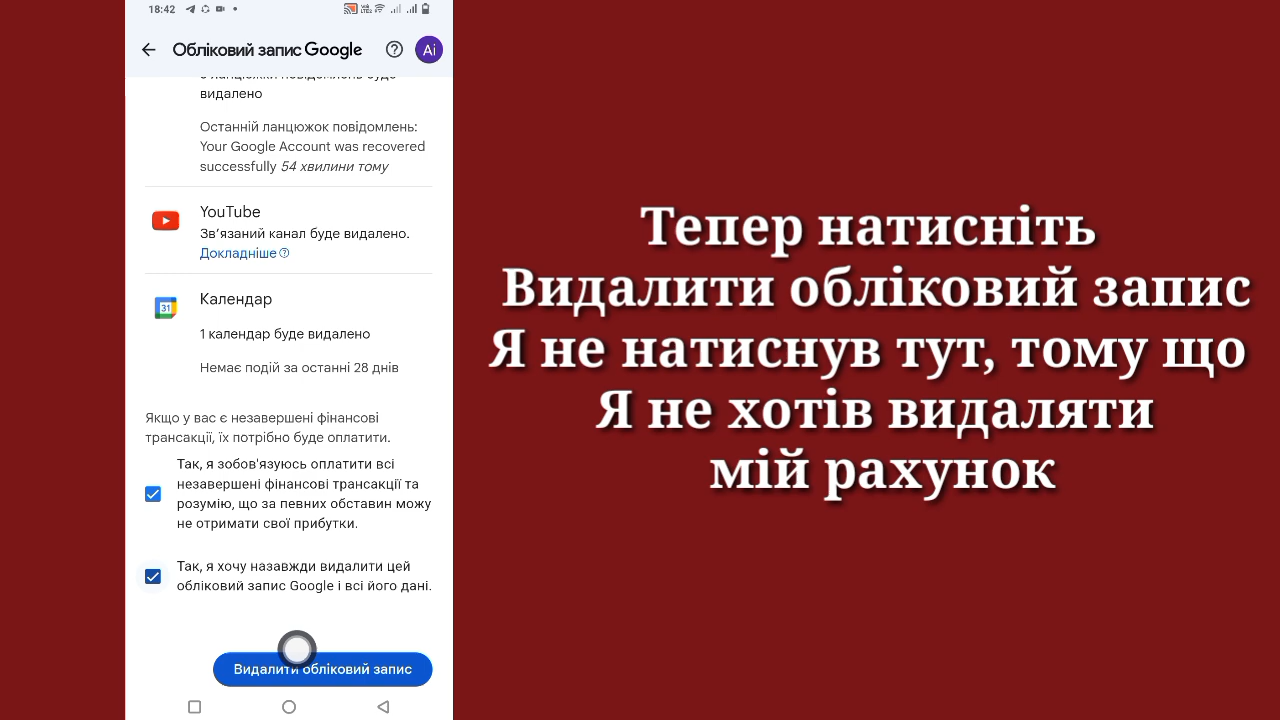 18:42
Обліковий запис Google
Ai
видалено
Останній ланцюжок повідомлень:
Your Google Account was recovered
successfully 54 хвилини тому
YouTube
Зв'язаний канал буде видалено.
Докладніше
31
Календар
1 календар буде видалено
Немає подій за останні 28 днів
Якщо у вас є незавершені фінансові
трансакції, їх потрібно буде оплатити.
Так, я зобов'язуюсь оплатити всі
незавершені фінансові трансакції та
розумію, що за певних обставин можу
не отримати свої прибутки.
Так, я хочу назавжди видалити цей
обліковий запис Google і всі його дані.
Видалити обліковий запис
Тепер натисніть
Видалити обліковий запис
Я не натиснув тут, тому що
Я не хотів видаляти
мій рахунок